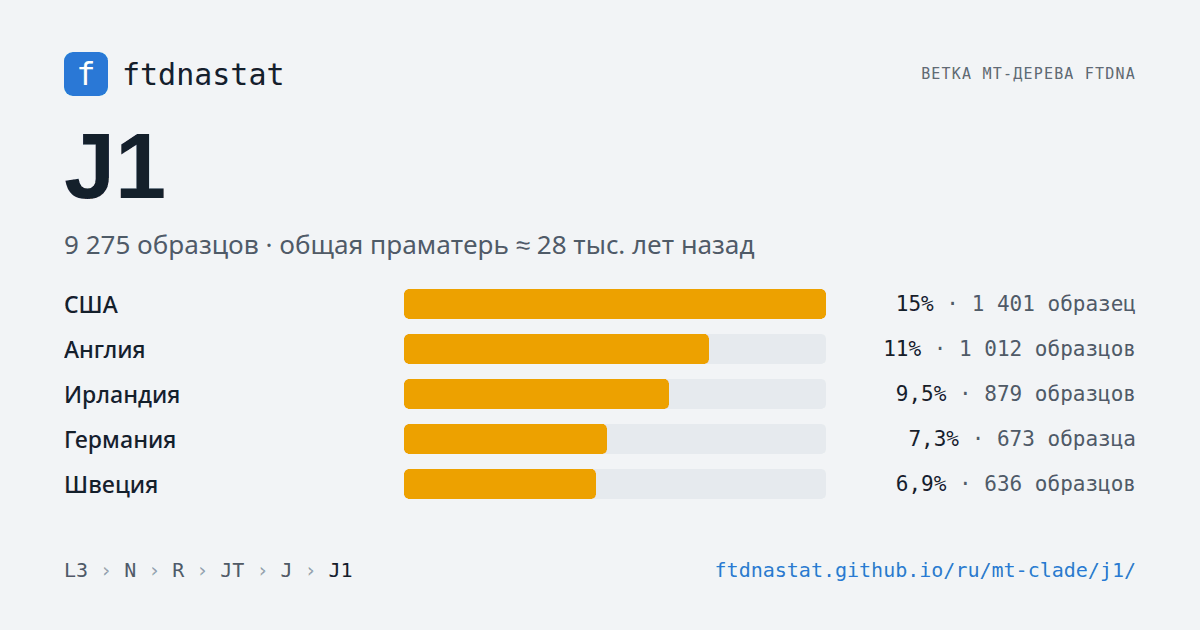 f ftdnastat
ВЕТКА МТ-ДЕРЕВА FTDNA
J1
9 275 образцов · общая праматерь ≈ 28 тыс. лет назад
США 15% · 1 401 образец
Англия 11% · 1 012 образцов
Ирландия 9,5% · 879 образцов
Германия 7,3% · 673 образца
Швеция 6,9% · 636 образцов
L3 › N › R › JT › J › J1
ftdnastat.github.io/ru/mt-clade/j1/